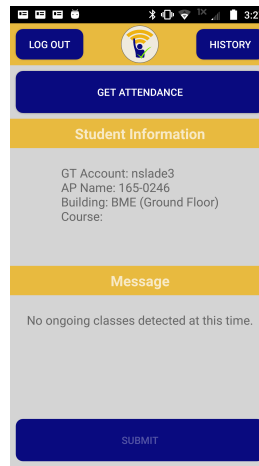 1X 3:2
LOG OUT
HISTORY
GET ATTENDANCE
Student Information
GT Account: nslade3
AP Name: 165-0246
Building: BME (Ground Floor)
Course:
Message
No ongoing classes detected at this time.
SUBMIT